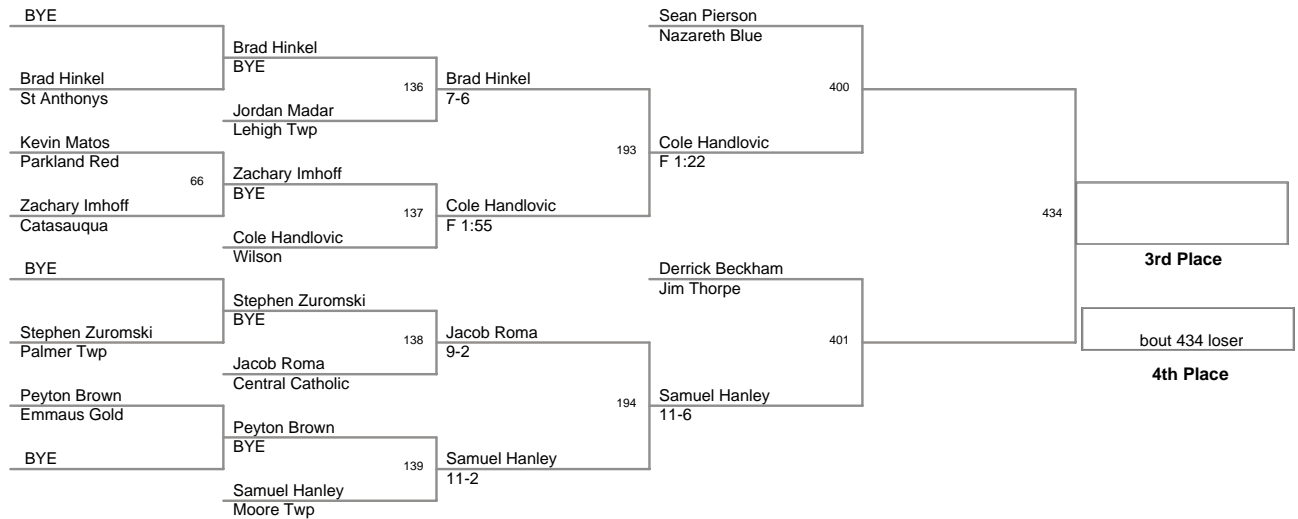 BYE
Brad Hinkel
St Anthonys
Kevin Matos
Parkland Red
66
Zachary Imhoff
Catasauqua
BYE
Stephen Zuromski
Palmer Twp
Peyton Brown
Emmaus Gold
BYE
Brad Hinkel
BYE
136
Jordan Madar
Lehigh Twp
Zachary Imhoff
BYE
137
Cole Handlovic
Wilson
Stephen Zuromski
BYE
138
Jacob Roma
Central Catholic
Peyton Brown
BYE
139
Samuel Hanley
Moore Twp
Brad Hinkel
7-6
193
Cole Handlovic
F 1:55
Jacob Roma
9-2
194
Samuel Hanley
11-2
Sean Pierson
Nazareth Blue
400
Cole Handlovic
F 1:22
Derrick Beckham
Jim Thorpe
401
Samuel Hanley
11-6
434
3rd Place
bout 434 loser
4th Place